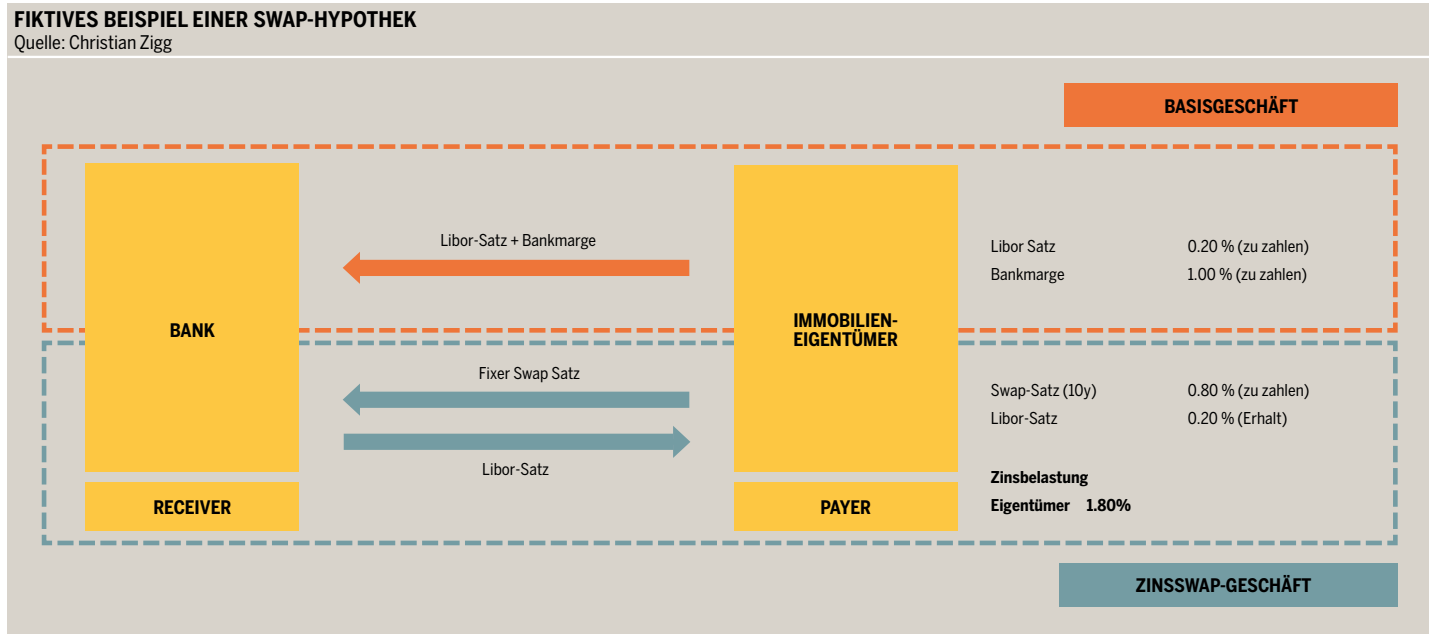 FIKTIVES BEISPIEL EINER SWAP-HYPOTHEK
Quelle: Christian Zigg
BASISGESCHÄFT
Libor-Satz + Bankmarge
Libor Satz 0.20 % (zu zahlen)
Bankmarge 1.00 % (zu zahlen)
BANK
IMMOBILIEN-
EIGENTÜMER
Fixer Swap Satz
Swap-Satz (10y) 0.80 % (zu zahlen)
Libor-Satz 0.20 % (Erhalt)
Libor-Satz
Zinsbelastung
Eigentümer 1.80%
RECEIVER
PAYER
ZINSSWAP-GESCHÄFT